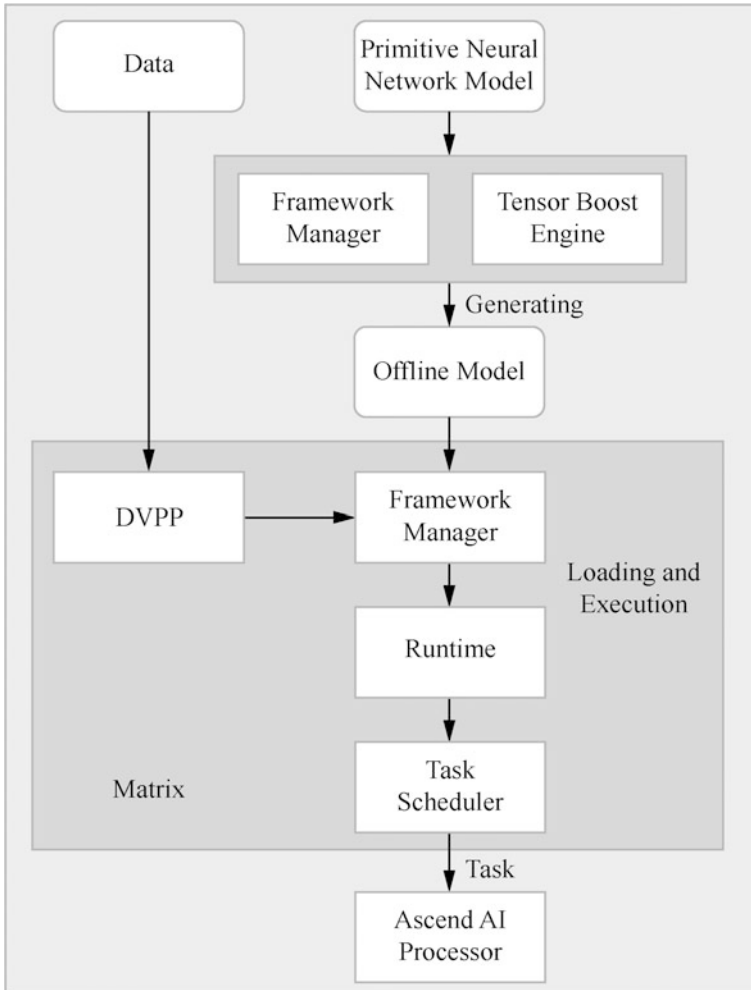 Data
Primitive Neural
Network Model
Framework
Manager
Tensor Boost
Engine
Generating
Offline Model
DVPP
Framework
Manager
Loading and
Execution
Runtime
Matrix
Task
Scheduler
Task
Ascend AI
Processor